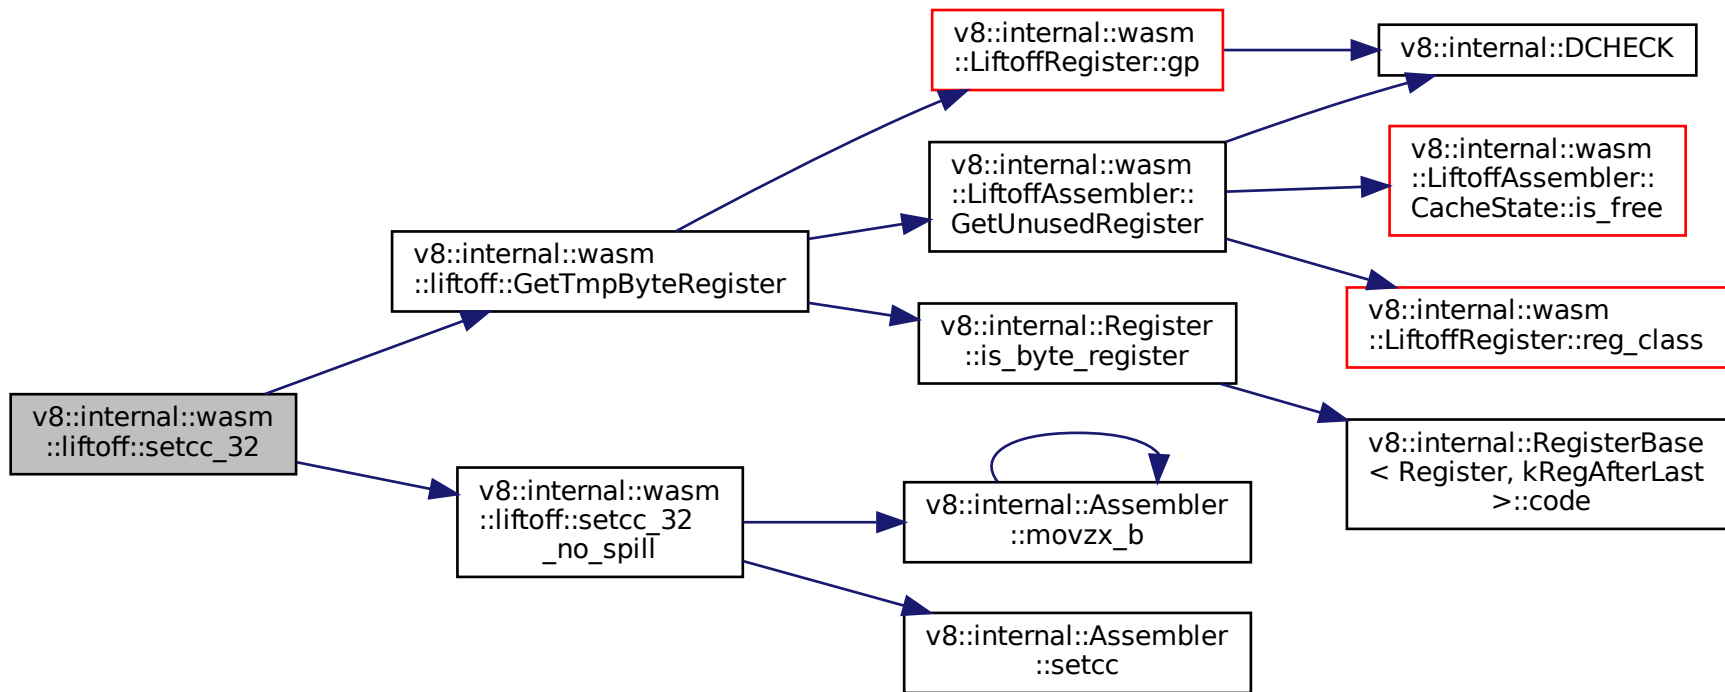 v8::internal::wasm
::liftoff::setcc_32
v8::internal::wasm
::liftoff::GetTmpByteRegister
v8::internal::wasm
::liftoff::setcc_32
_no_spill
v8::internal::wasm
::LiftoffRegister::gp
v8::internal::wasm
::LiftoffAssembler::
GetUnusedRegister
v8::internal::Register
::is_byte_register
v8::internal::Assembler
::movzx_b
v8::internal::Assembler
::setcc
v8::internal::DCHECK
v8::internal::wasm
::LiftoffAssembler::
CacheState::is_free
v8::internal::wasm
::LiftoffRegister::reg_class
v8::internal::RegisterBase
< Register, kRegAfterLast
>::code